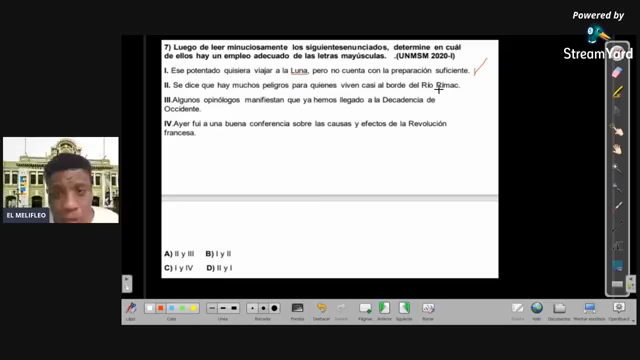 Powered by
StreamYard
7) Luego de leer minuciosamente los siguientesenunciados, determine en cuál
de ellos hay un empleo adecuado de las letras mayúsculas. .(UNMSM 2020-I)
I. Ese potentado quisiera viajar a la Luna, pero no cuenta con la preparación suficiente.
II. Se dice que hay muchos peligros para quienes viven casi al borde del Río Rímac.
III.Algunos opinólogos manifiestan que ya hemos llegado a la Decadencia de
Occidente.
IV.Ayer fui a una buena conferencia sobre las causas y efectos de la Revolución
francesa.
EL MELIFLEO
A) II y III B) I y II
C) I y IV D) II y I